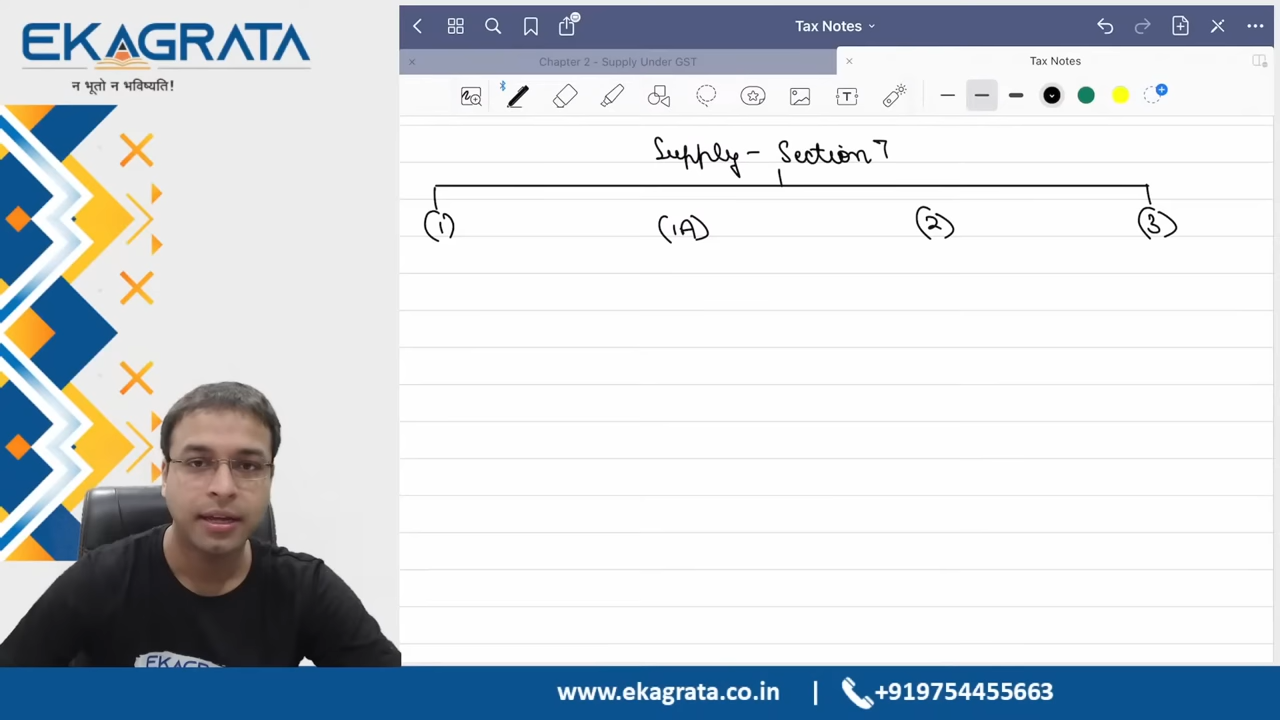 EKAGRATA
न भूतो न भविष्यति!
Tax Notes
Chapter 2 - Supply Under GST
Tax Notes
T
Supply - Section 7
(1) (1A) (2) (3)
EKAGRATA
www.ekagrata.co.in | +919754455663